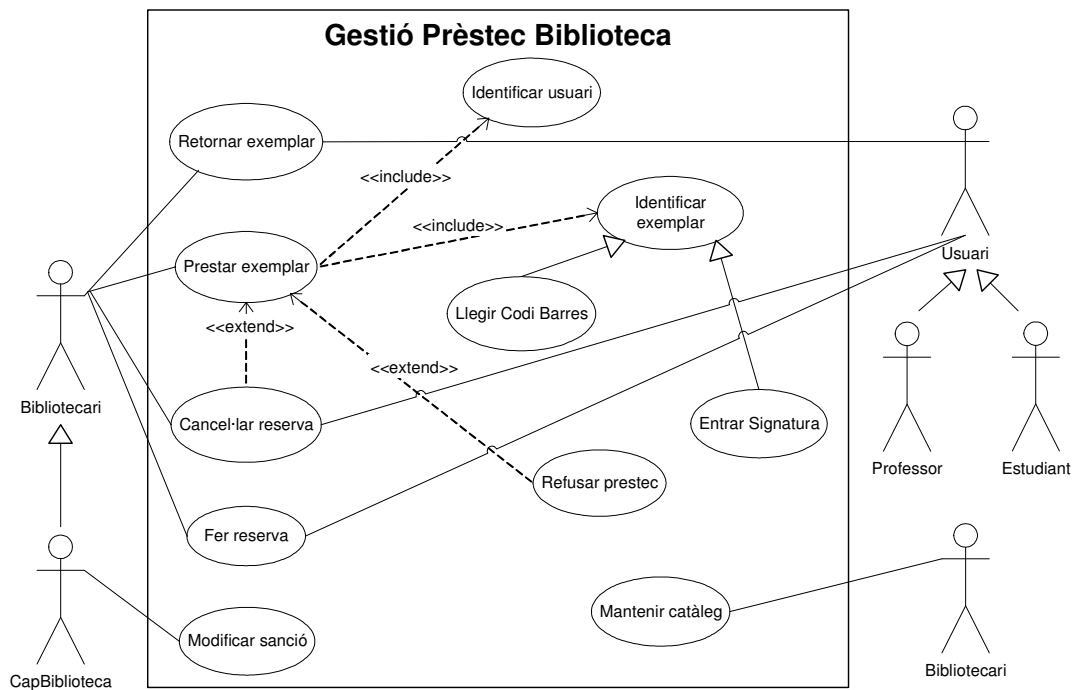 Gestió Prèstec Biblioteca
Identificar usuari
Retornar exemplar
<<include>>
Identificar
exemplar
<<include>>
Usuari
Prestar exemplar
Llegir Codi Barres
<<extend>>
<<extend>>
Bibliotecari
Cancel·lar reserva
Entrar Signatura
Professor
Estudiant
Refusar prestec
Fer reserva
Mantenir catàleg
Modificar sanció
Bibliotecari
CapBiblioteca